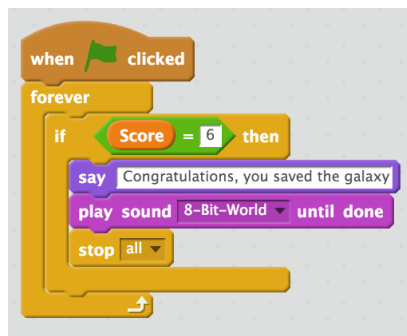 when clicked
forever
if Score = 6 then
say Congratulations, you saved the galaxy
play sound 8-Bit-World until done
stop all